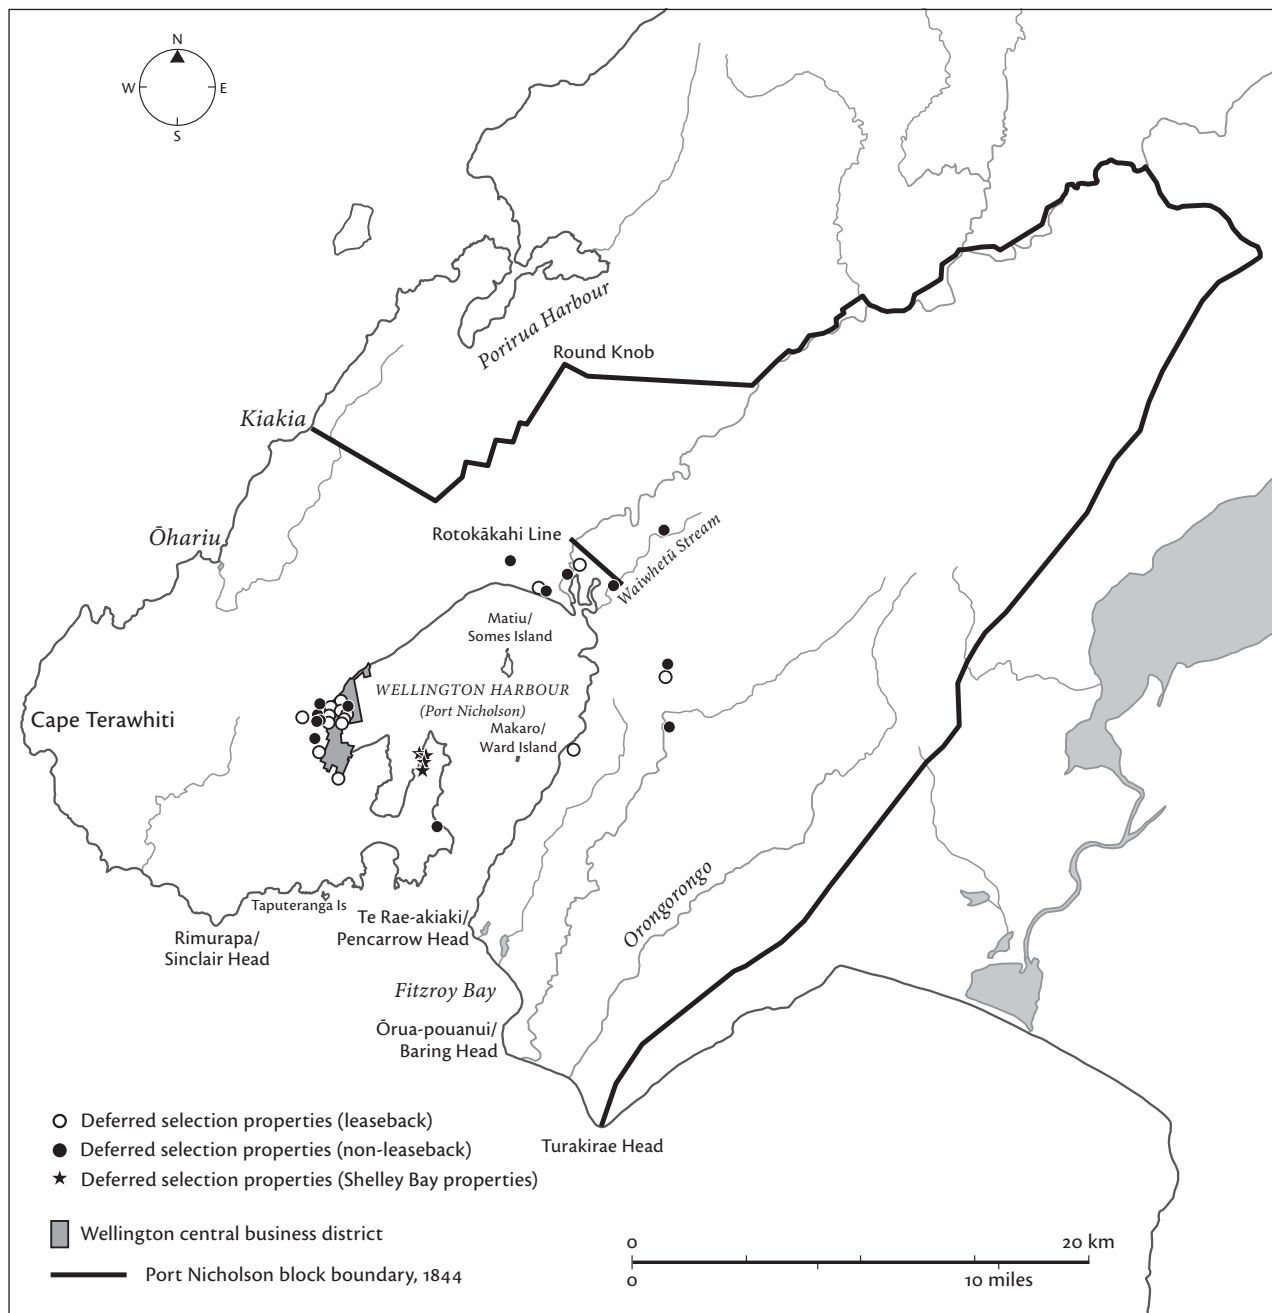 N
W
E
S
Porirua Harbour
Round Knob
Kiakia
Ōhariu
Rotokākahi Line
Waiwhetū Stream
Matiu/
Somes Island
WELLINGTON HARBOUR
(Port Nicholson)
Makaro/
Ward Island
Cape Terawhiti
Taputeranga Is
Te Rae-akiaki/
Pencarrow Head
Rimurapa/
Sinclair Head
Orongorongo
Fitzroy Bay
Ōrua-pouanui/
Baring Head
Turakirae Head
Deferred selection properties (leaseback)
Deferred selection properties (non-leaseback)
Deferred selection properties (Shelley Bay properties)
Wellington central business district
Port Nicholson block boundary, 1844
0
20 km
0
10 miles